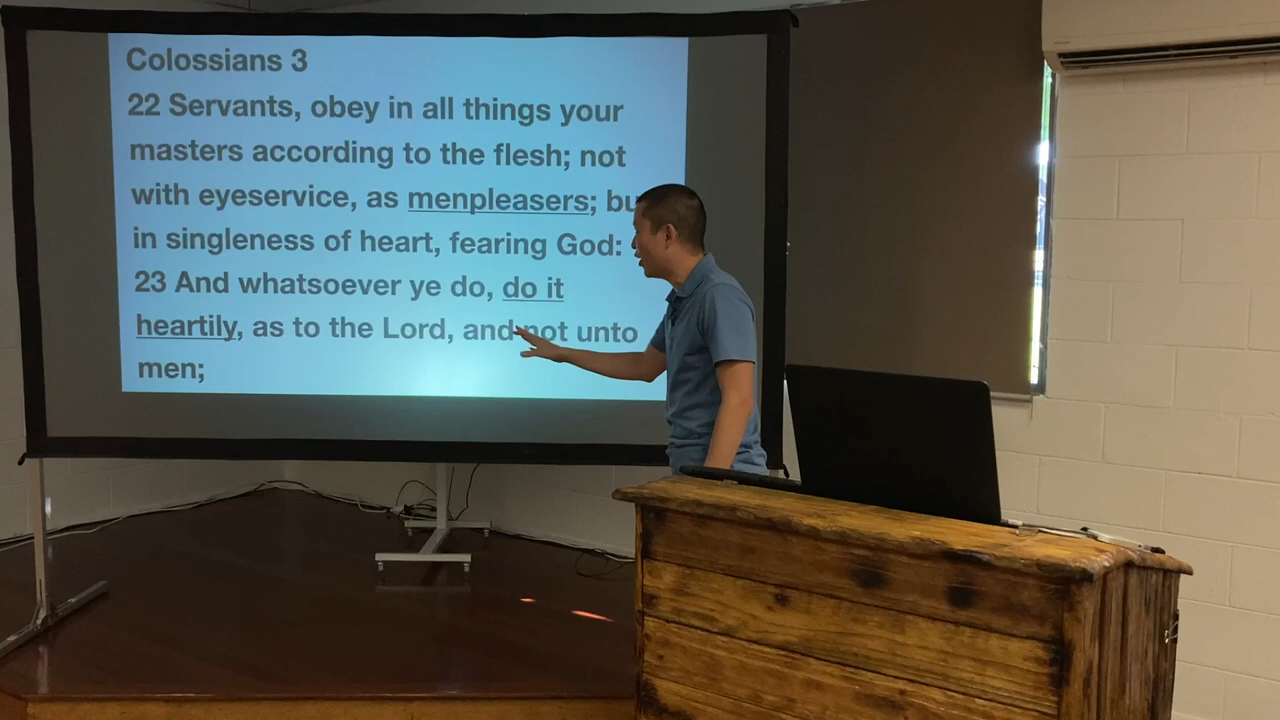 Colossians 3
22 Servants, obey in all things your
masters according to the flesh; not
with eyeservice, as menpleasers; bu
in singleness of heart, fearing God:
23 And whatsoever ye do, do it
heartily, as to the Lord, and not unto
men;